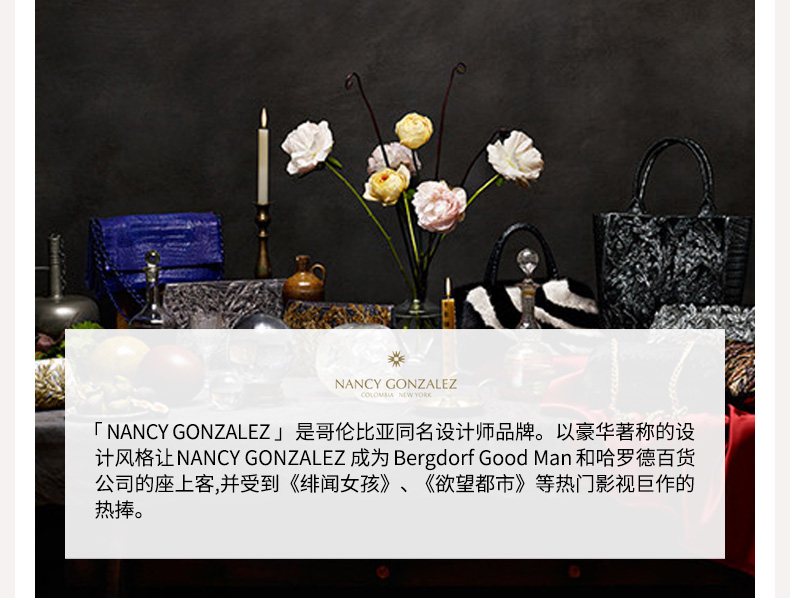 NANCY GONZALEZ
COLOMBIA NEW YORK
「 NANCY GONZALEZ 」 是哥伦比亚同名设计师品牌。以豪华著称的设
计风格让NANCY GONZALEZ 成为 Bergdorf Good Man 和哈罗德百货
公司的座上客,并受到《绯闻女孩》、《欲望都市》等热门影视巨作的
热捧。